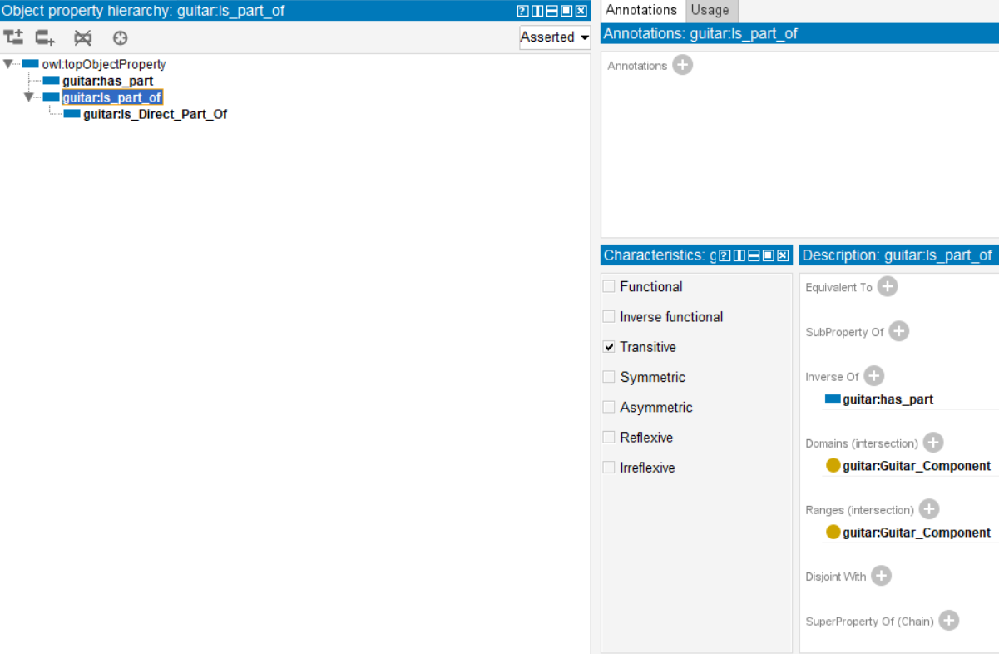 Object property hierarchy: guitar:Is_part_of
Asserted
owl:topObjectProperty
guitar:has_part
guitar:Is_part_of
guitar:Is_Direct_Part_Of
Annotations Usage
Annotations: guitar:Is_part_of
Annotations
Characteristics: g
Functional
Inverse functional
Transitive
Symmetric
Asymmetric
Reflexive
Irreflexive
Description: guitar:Is_part_of
Equivalent To
SubProperty Of
Inverse Of
guitar:has_part
Domains (intersection)
guitar:Guitar_Component
Ranges (intersection)
guitar:Guitar_Component
Disjoint With
SuperProperty Of (Chain)